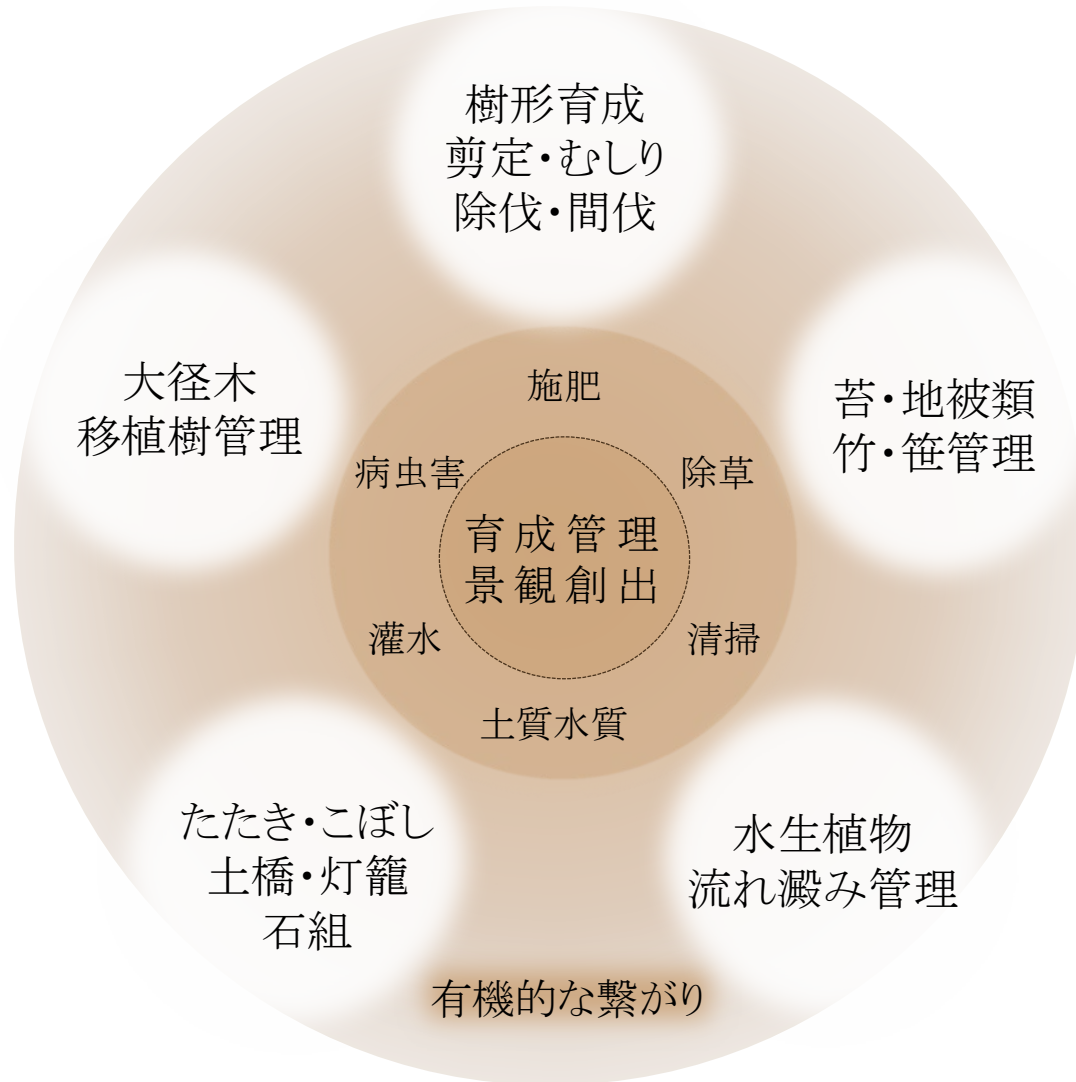 樹形育成
剪定・むしり
除伐・間伐
大径木
移植樹管理
苔・地被類
竹・笹管理
施肥
病虫害
除草
育成管理
景観創出
灌水
清掃
土質水質
たたき・こぼし
土橋・灯籠
石組
水生植物
流れ澱み管理
有機的な繋がり